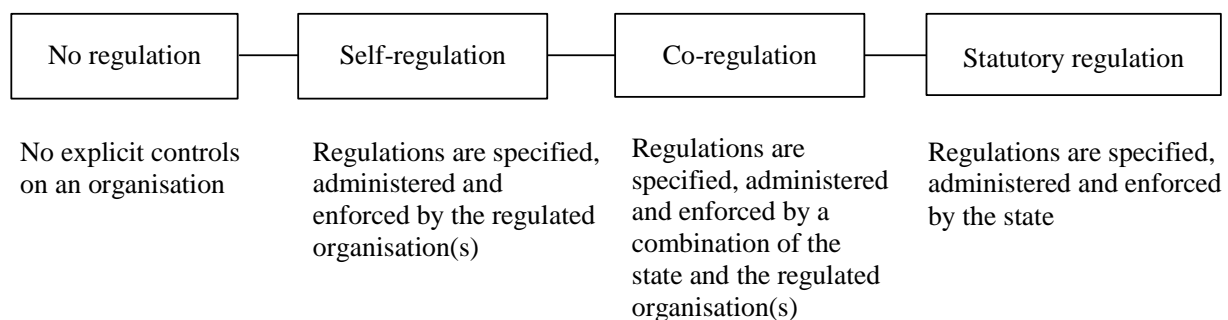 No regulation
Self-regulation
Co-regulation
Statutory regulation
No explicit controls
on an organisation
Regulations are specified,
administered and
enforced by the regulated
organisation(s)
Regulations are
specified, administered
and enforced by a
combination of the
state and the regulated
organisation(s)
Regulations are specified,
administered and enforced
by the state